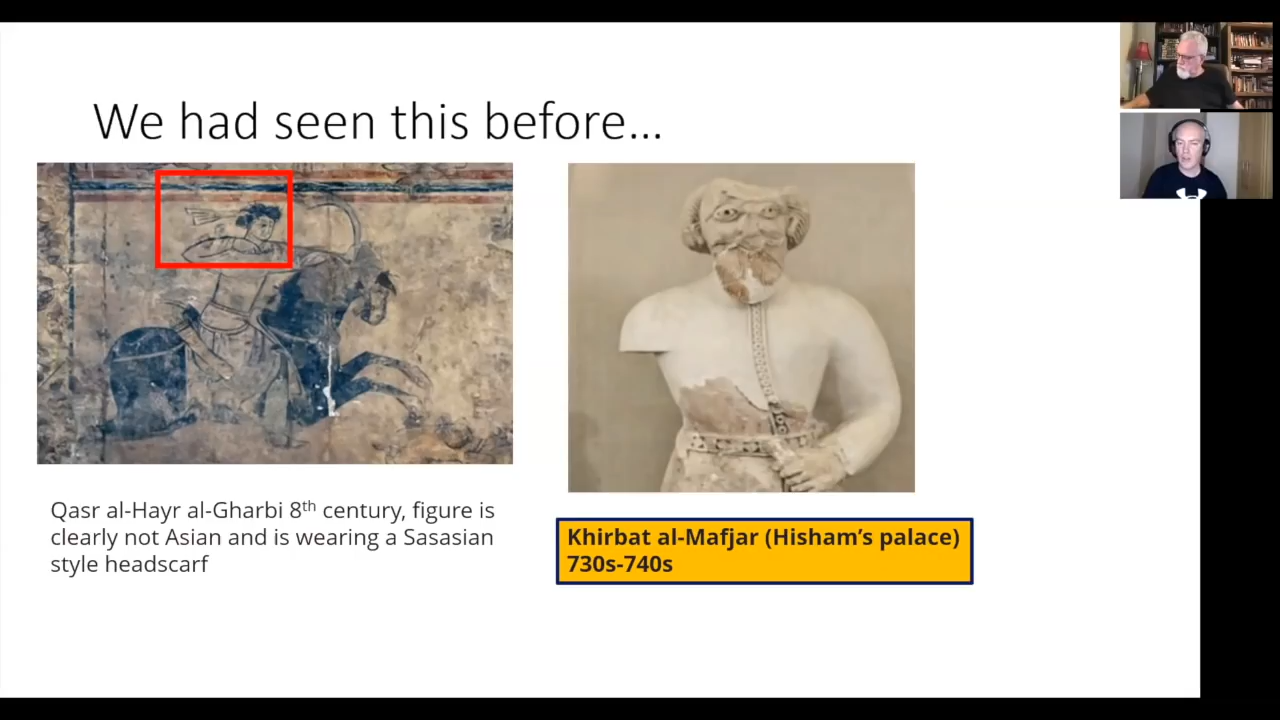 We had seen this before...
Qasr al-Hayr al-Gharbi 8th century, figure is
clearly not Asian and is wearing a Sasasian
style headscarf
Khirbat al-Mafjar (Hisham’s palace)
730s-740s